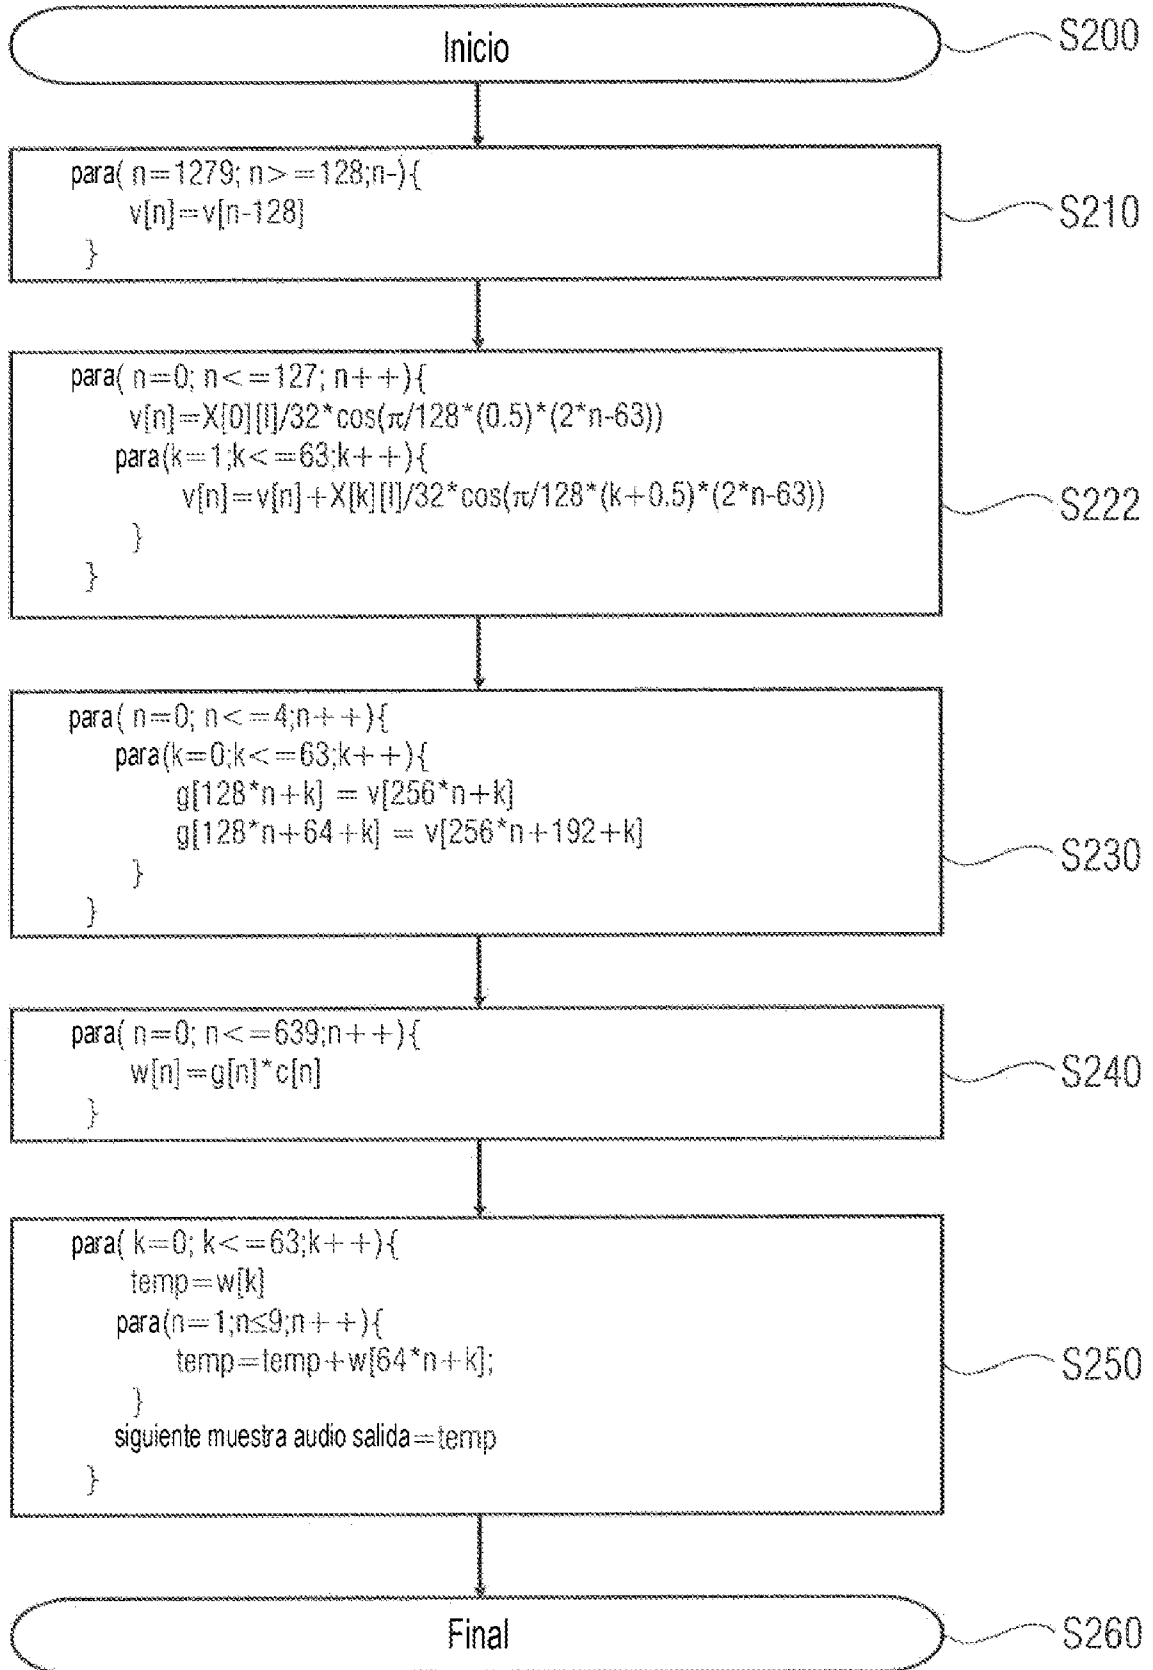 Inicio
S200
para( n=1279; n>=128;n-){
v[n]=v[n-128]
}
S210
para( n=0; n<=127; n++){
v[n]=X[0][l]/32*cos(π/128*(0.5)*(2*n-63))
para(k=1;k<=63;k++){
v[n]=v[n]+X[k][l]/32*cos(π/128*(k+0.5)*(2*n-63))
}
}
S222
para( n=0; n<=4;n++){
para(k=0;k<=63;k++){
g[128*n+k] = v[256*n+k]
g[128*n+64+k] = v[256*n+192+k]
}
}
S230
para( n=0; n<=639;n++){
w[n]=g[n]*c[n]
}
S240
para( k=0; k<=63;k++){
temp=w[k]
para(n=1;n≤9;n++){
temp=temp+w[64*n+k];
}
siguiente muestra audio salida=temp
}
S250
Final
S260